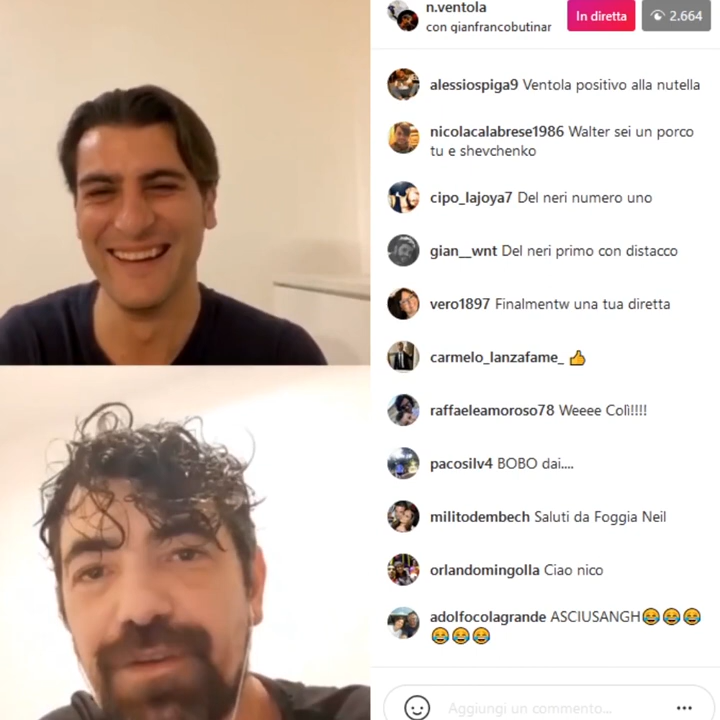 n.ventola
con gianfrancobutinar
In diretta
2.664
alessiospiga9 Ventola positivo alla nutella
nicolacalabrese1986 Walter sei un porco
tu e shevchenko
cipo_lajoya7 Del neri numero uno
gian__wnt Del neri primo con distacco
vero1897 Finalmentw una tua diretta
carmelo_lanzafame_ 👍
raffaeleamoroso78 Weeee Colì!!!!
pacosilv4 BOBO dai....
militodembech Saluti da Foggia Neil
orlandomingolla Ciao nico
adolfocolagrande ASCIUSANGH😂😂😂
😂😂😂
Aggiungi un commento...